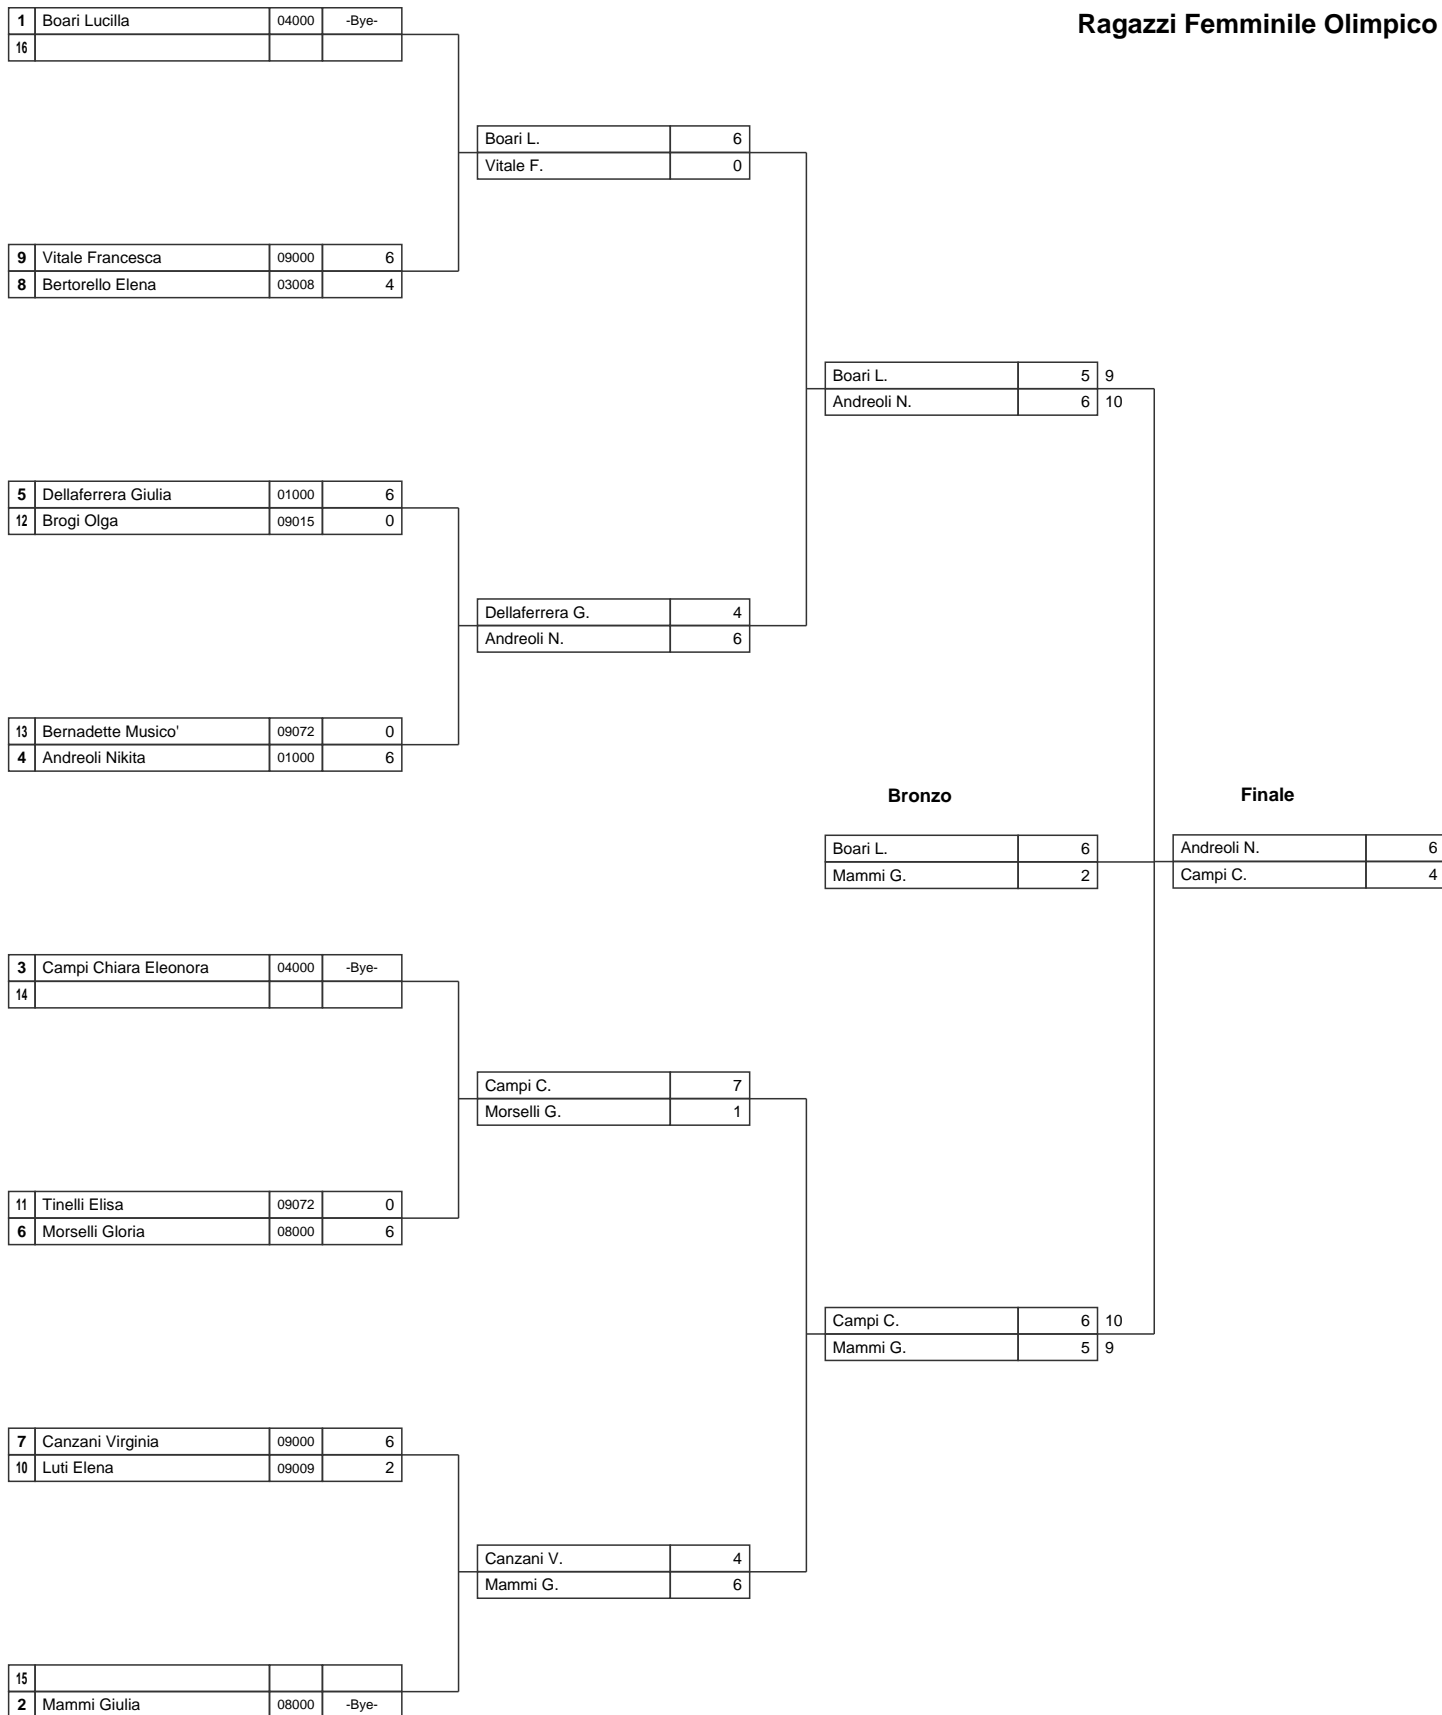 Ragazzi Femminile Olimpico
1 Boari Lucilla 04000 -Bye-
16
Boari L. 6
Vitale F. 0
9 Vitale Francesca 09000 6
8 Bertorello Elena 03008 4
Boari L. 5 9
Andreoli N. 6 10
5 Dellaferrera Giulia 01000 6
12 Brogi Olga 09015 0
Dellaferrera G. 4
Andreoli N. 6
13 Bernadette Musico' 09072 0
4 Andreoli Nikita 01000 6
Bronzo Finale
Boari L. 6 Andreoli N. 6
Mammi G. 2 Campi C. 4
3 Campi Chiara Eleonora 04000 -Bye-
14
Campi C. 7
Morselli G. 1
11 Tinelli Elisa 09072 0
6 Morselli Gloria 08000 6
Campi C. 6 10
Mammi G. 5 9
7 Canzani Virginia 09000 6
10 Luti Elena 09009 2
Canzani V. 4
Mammi G. 6
15
2 Mammi Giulia 08000 -Bye-